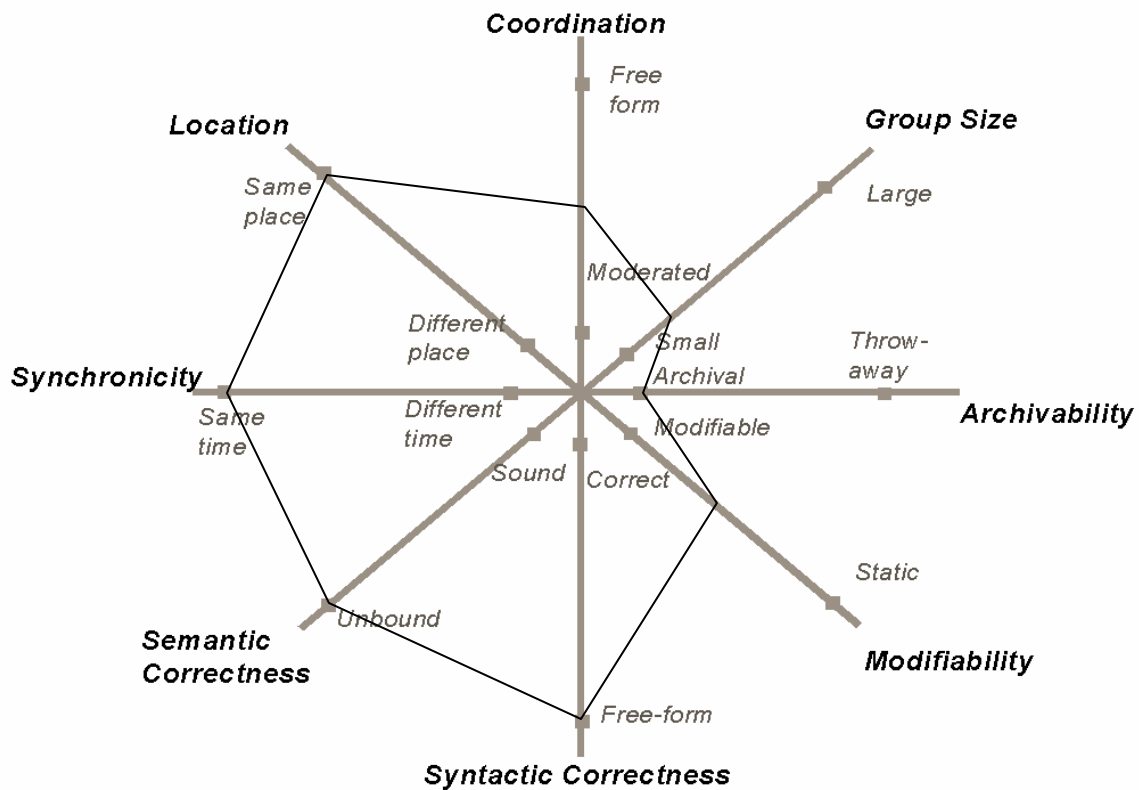 Coordination
Free
form
Location
Group Size
Same
place
Large
Moderated
Different
place
Small
Throw-
away
Synchronicity
Archival
Archivability
Same
time
Different
time
Modifiable
Sound
Correct
Static
Unbound
Semantic
Correctness
Modifiability
Free-form
Syntactic Correctness